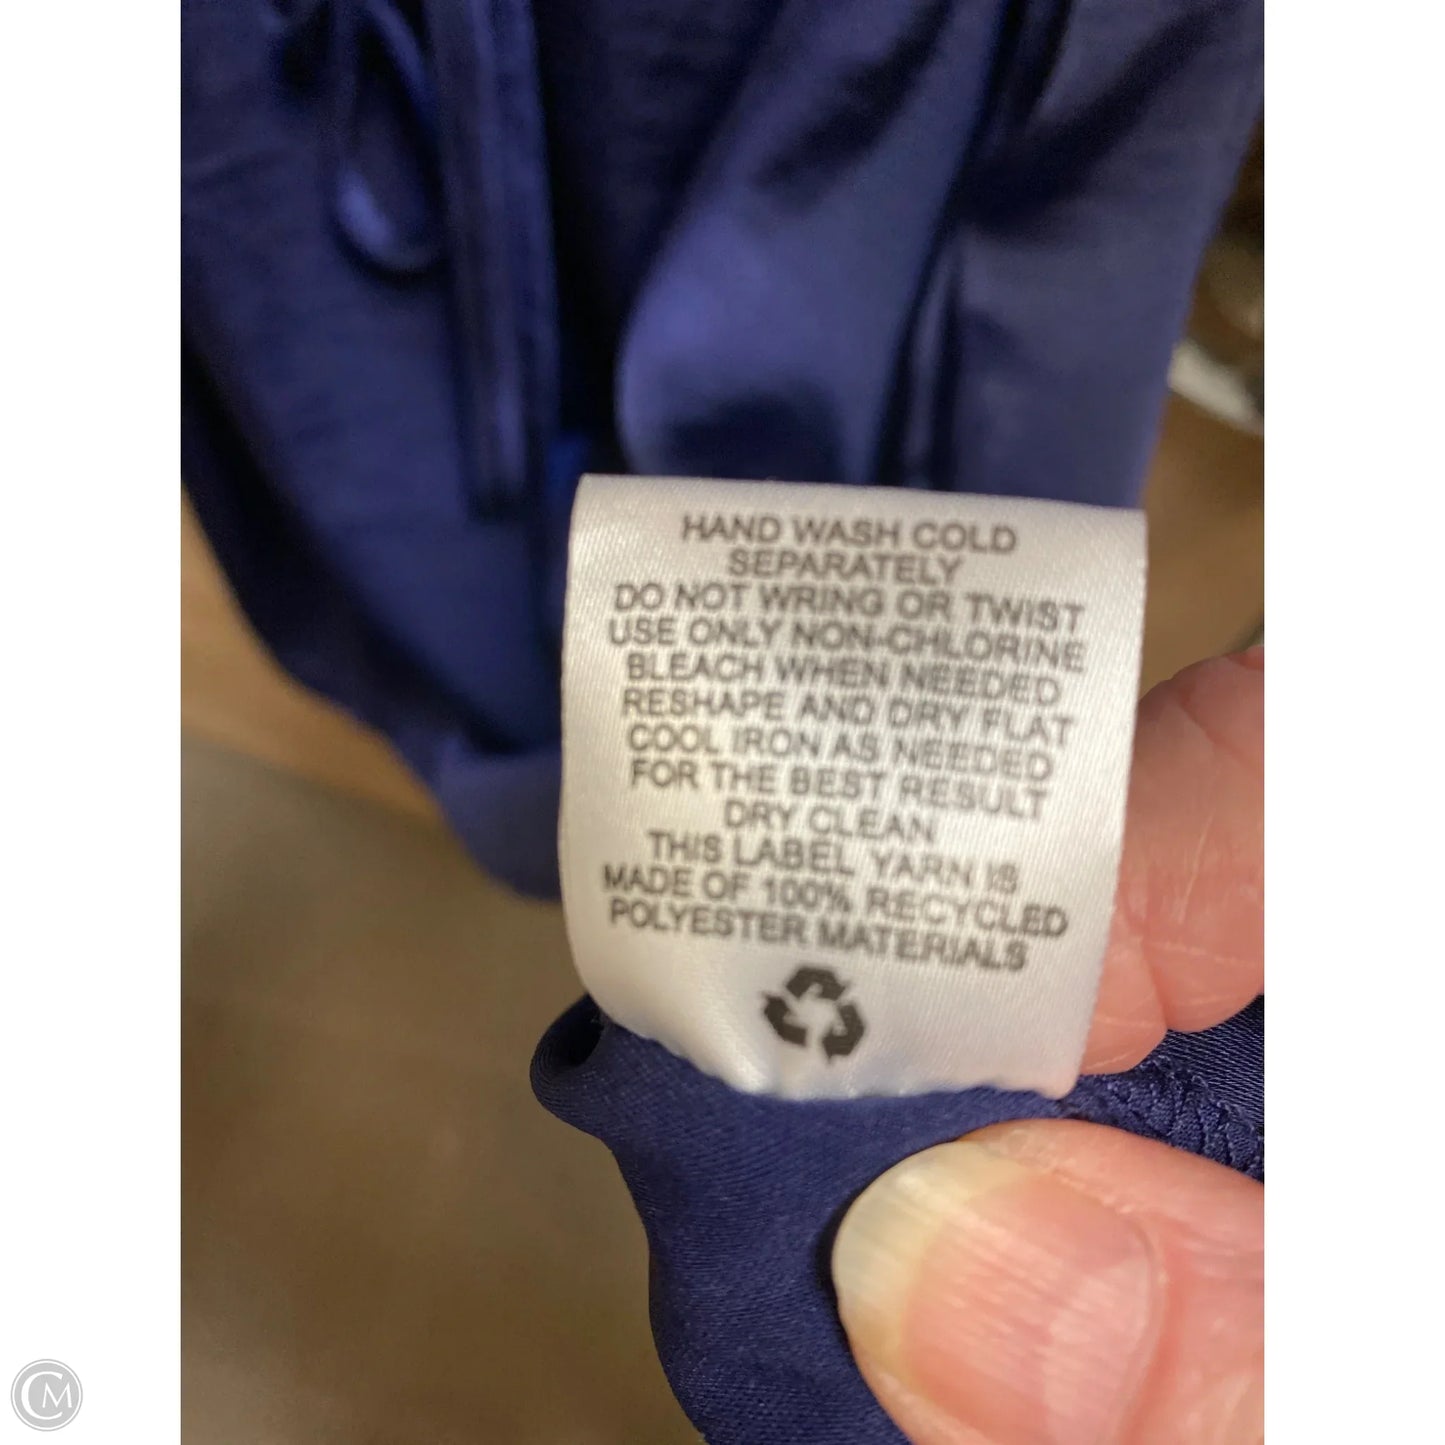 HAND WASH COLD
SEPARATELY
DO NOT WRING OR TWIST
USE ONLY NON-CHLORINE
BLEACH WHEN NEEDED
RESHAPE AND DRY FLAT
COOL IRON AS NEEDED
FOR THE BEST RESULT
DRY CLEAN
THIS LABEL YARN IS
MADE OF 100% RECYCLED
POLYESTER MATERIALS
CM